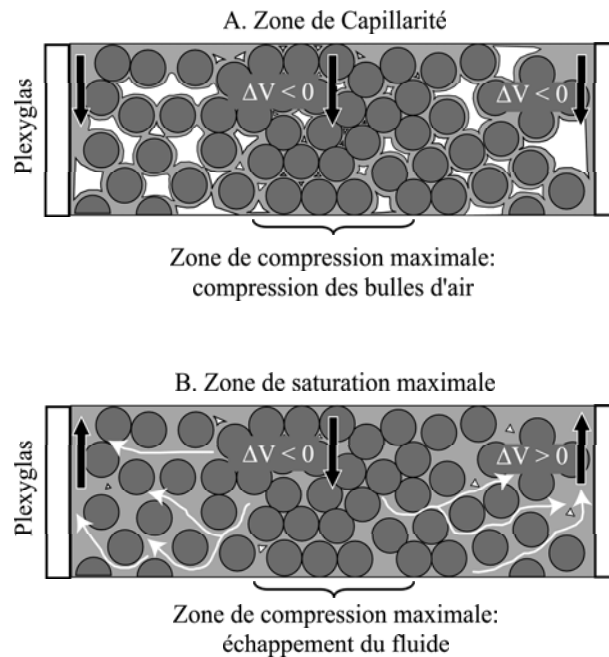 A. Zone de Capillarité
Plexyglas
ΔV < 0
ΔV < 0
Zone de compression maximale:
compression des bulles d'air
B. Zone de saturation maximale
Plexyglas
ΔV < 0
ΔV > 0
Zone de compression maximale:
échappement du fluide